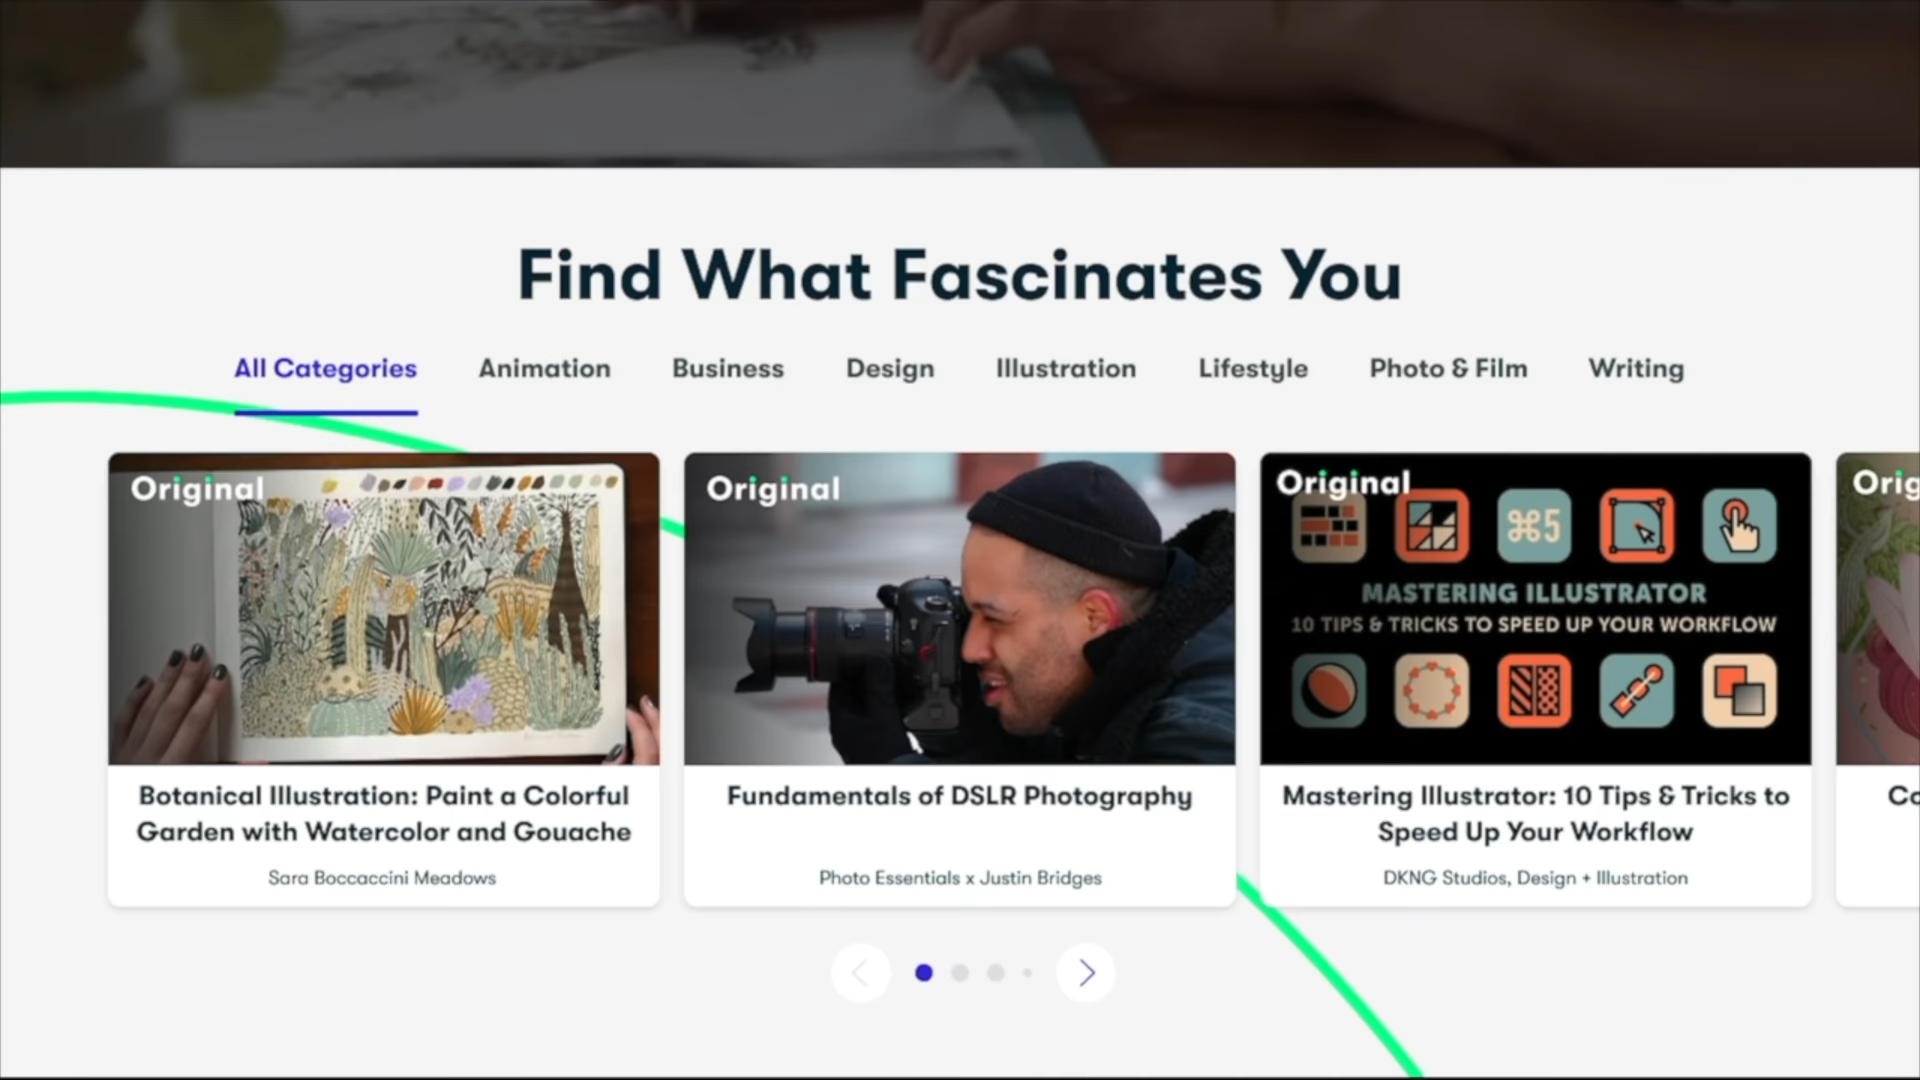 Find What Fascinates You
All Categories Animation Business Design Illustration Lifestyle Photo & Film Writing
Original
Original
Original
⌘5
MASTERING ILLUSTRATOR
10 TIPS & TRICKS TO SPEED UP YOUR WORKFLOW
Botanical Illustration: Paint a Colorful
Garden with Watercolor and Gouache
Sara Boccaccini Meadows
Fundamentals of DSLR Photography
Photo Essentials x Justin Bridges
Mastering Illustrator: 10 Tips & Tricks to
Speed Up Your Workflow
DKNG Studios, Design + Illustration